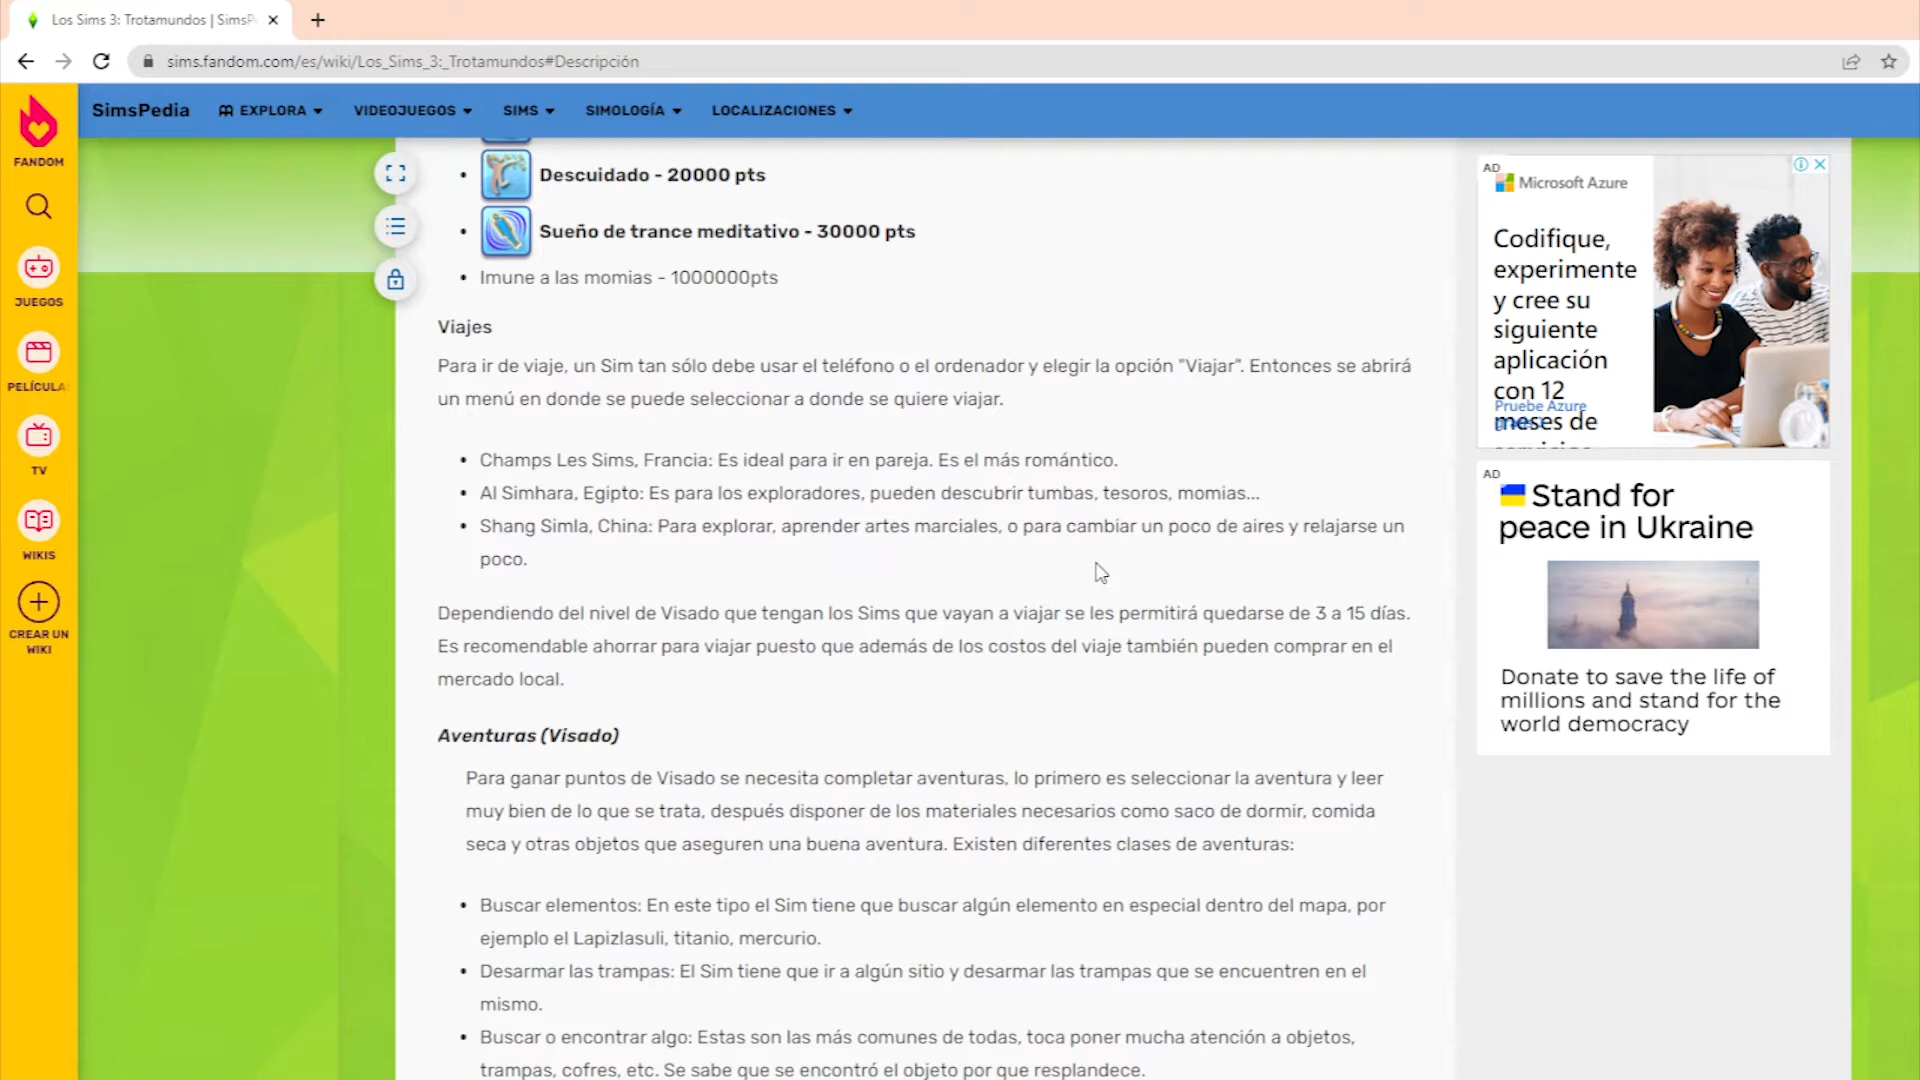 Los Sims 3: Trotamundos | SimsP
sims.fandom.com/es/wiki/Los_Sims_3:_Trotamundos#Descripción
FANDOM
JUEGOS
PELÍCULA
TV
WIKIS
CREAR UN
WIKI
SimsPedia EXPLORA VIDEOJUEGOS SIMS SIMOLOGÍA LOCALIZACIONES
• Descuidado - 20000 pts
• Sueño de trance meditativo - 30000 pts
• Imune a las momias - 1000000pts
Viajes
Para ir de viaje, un Sim tan sólo debe usar el teléfono o el ordenador y elegir la opción "Viajar". Entonces se abrirá
un menú en donde se puede seleccionar a donde se quiere viajar.
• Champs Les Sims, Francia: Es ideal para ir en pareja. Es el más romántico.
• Al Simhara, Egipto: Es para los exploradores, pueden descubrir tumbas, tesoros, momias...
• Shang Simla, China: Para explorar, aprender artes marciales, o para cambiar un poco de aires y relajarse un
poco.
Dependiendo del nivel de Visado que tengan los Sims que vayan a viajar se les permitirá quedarse de 3 a 15 días.
Es recomendable ahorrar para viajar puesto que además de los costos del viaje también pueden comprar en el
mercado local.
Aventuras (Visado)
Para ganar puntos de Visado se necesita completar aventuras, lo primero es seleccionar la aventura y leer
muy bien de lo que se trata, después disponer de los materiales necesarios como saco de dormir, comida
seca y otras objetos que aseguren una buena aventura. Existen diferentes clases de aventuras:
• Buscar elementos: En este tipo el Sim tiene que buscar algún elemento en especial dentro del mapa, por
ejemplo el Lapizlasuli, titanio, mercurio.
• Desarmar las trampas: El Sim tiene que ir a algún sitio y desarmar las trampas que se encuentren en el
mismo.
• Buscar o encontrar algo: Estas son las más comunes de todas, toca poner mucha atención a objetos,
trampas, cofres, etc. Se sabe que se encontró el objeto por que resplandece.
AD
Microsoft Azure
Codifique,
experimente
y cree su
siguiente
aplicación
con 12
Pruebe Azure
meses de
AD
Stand for
peace in Ukraine
Donate to save the life of
millions and stand for the
world democracy